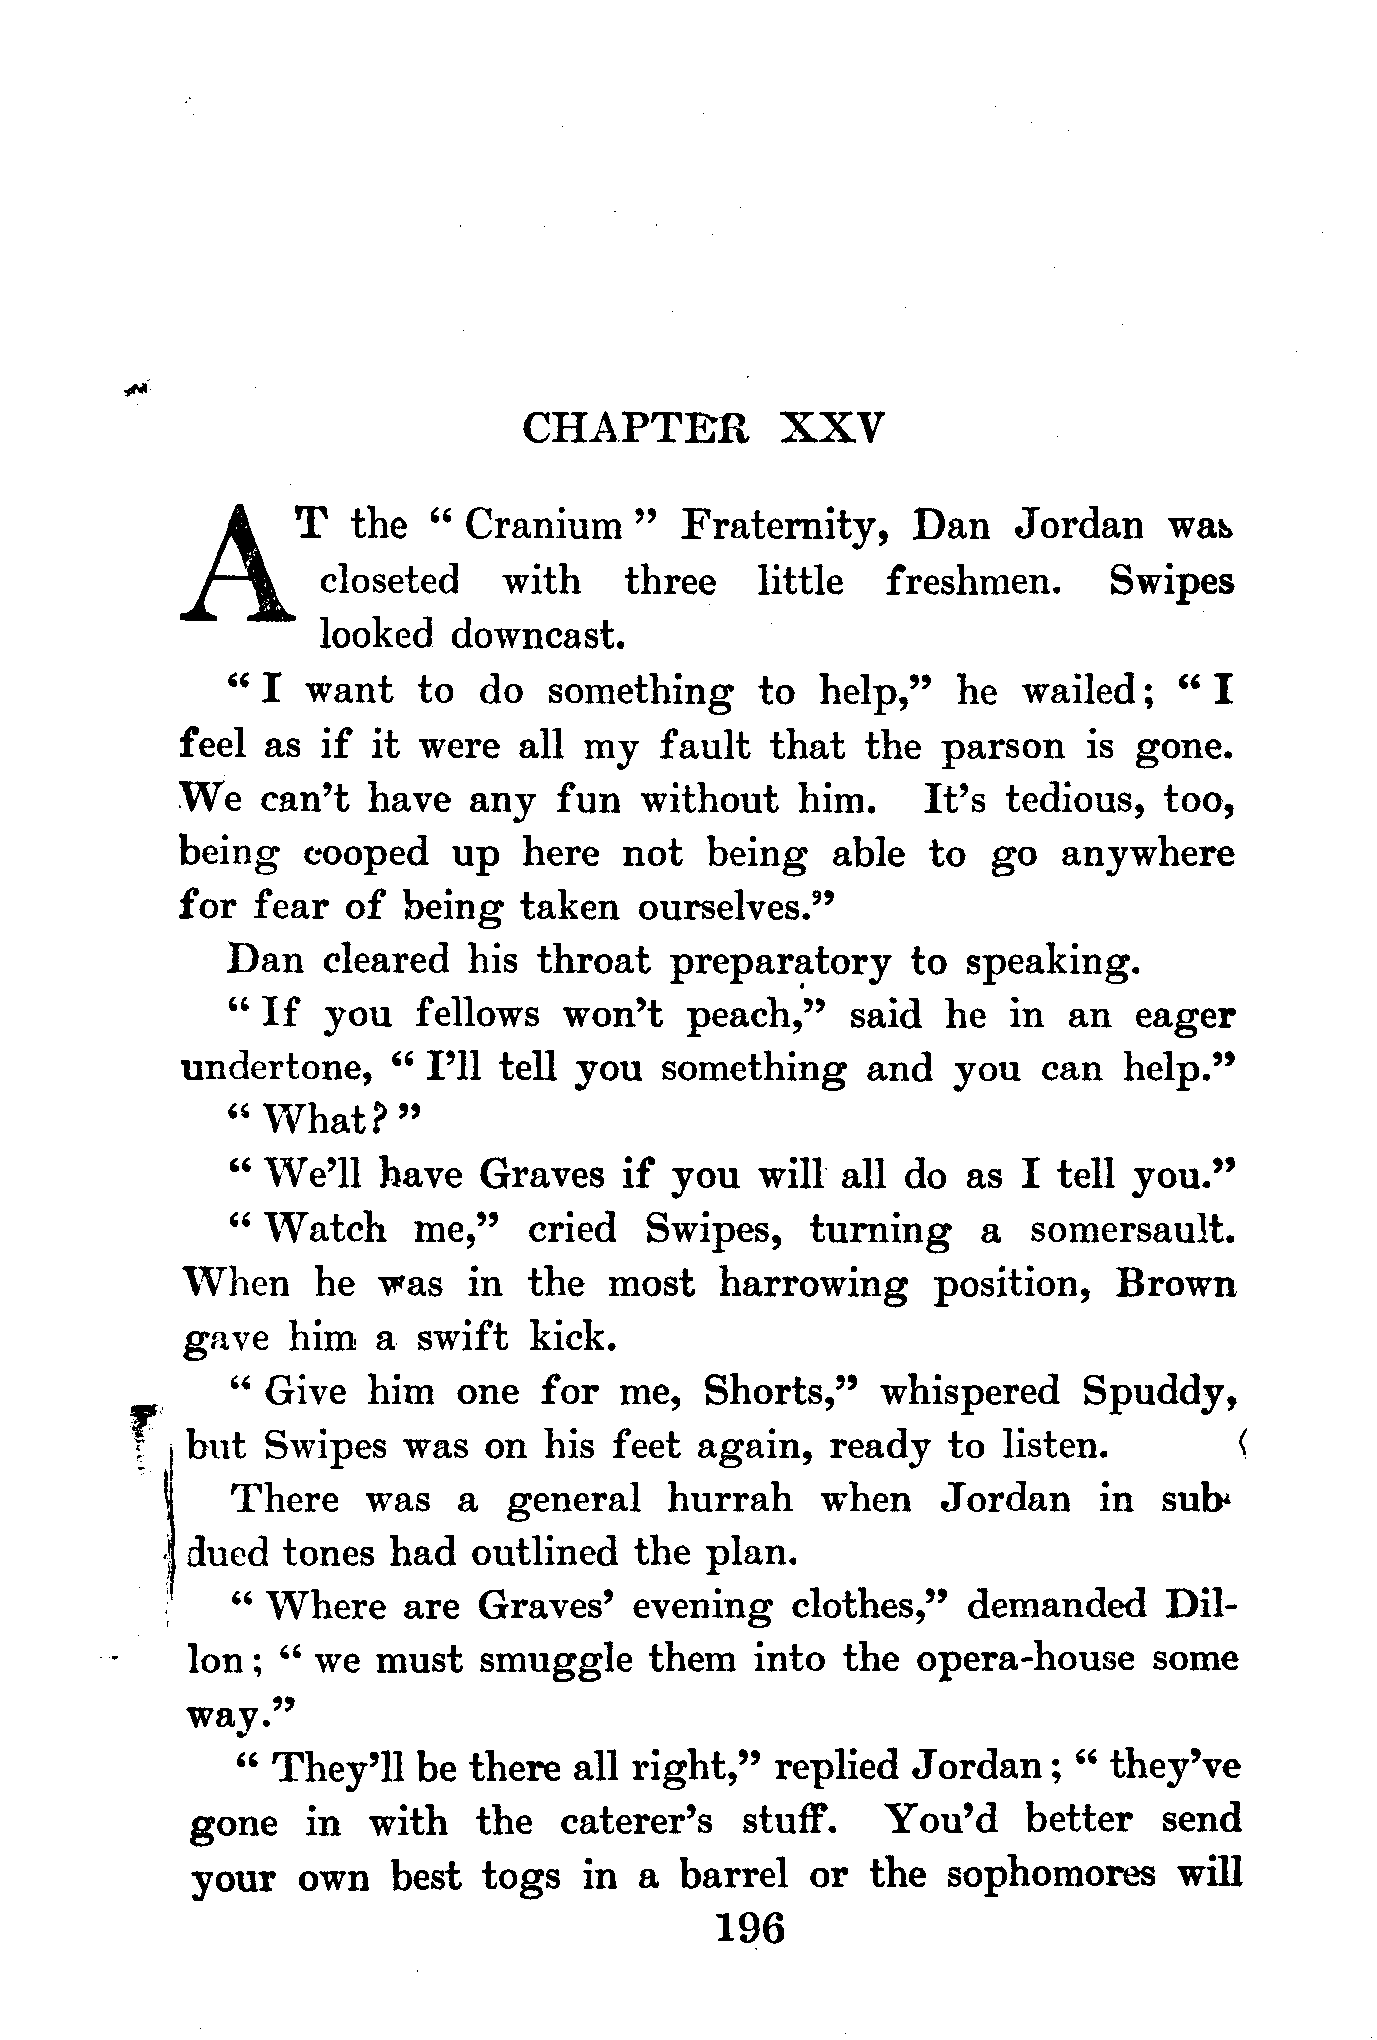 CHAPTER XXV
AT the " Cranium " Fraternity, Dan Jordan was
closeted with three little freshmen. Swipes
looked downcast.
" I want to do something to help," he wailed; " I
feel as if it were all my fault that the parson is gone.
We can't have any fun without him. It's tedious, too,
being cooped up here not being able to go anywhere
for fear of being taken ourselves."
Dan cleared his throat preparatory to speaking.
" If you fellows won't peach," said he in an eager
undertone, " I'll tell you something and you can help."
" What? "
" We'll have Graves if you will all do as I tell you."
" Watch me," cried Swipes, turning a somersault.
When he was in the most harrowing position, Brown
gave him a swift kick.
" Give him one for me, Shorts," whispered Spuddy,
but Swipes was on his feet again, ready to listen.
There was a general hurrah when Jordan in sub-
dued tones had outlined the plan.
" Where are Graves' evening clothes," demanded Dil-
lon; " we must smuggle them into the opera-house some
way."
" They'll be there all right," replied Jordan; " they've
gone in with the caterer's stuff. You'd better send
your own best togs in a barrel or the sophomores will
196